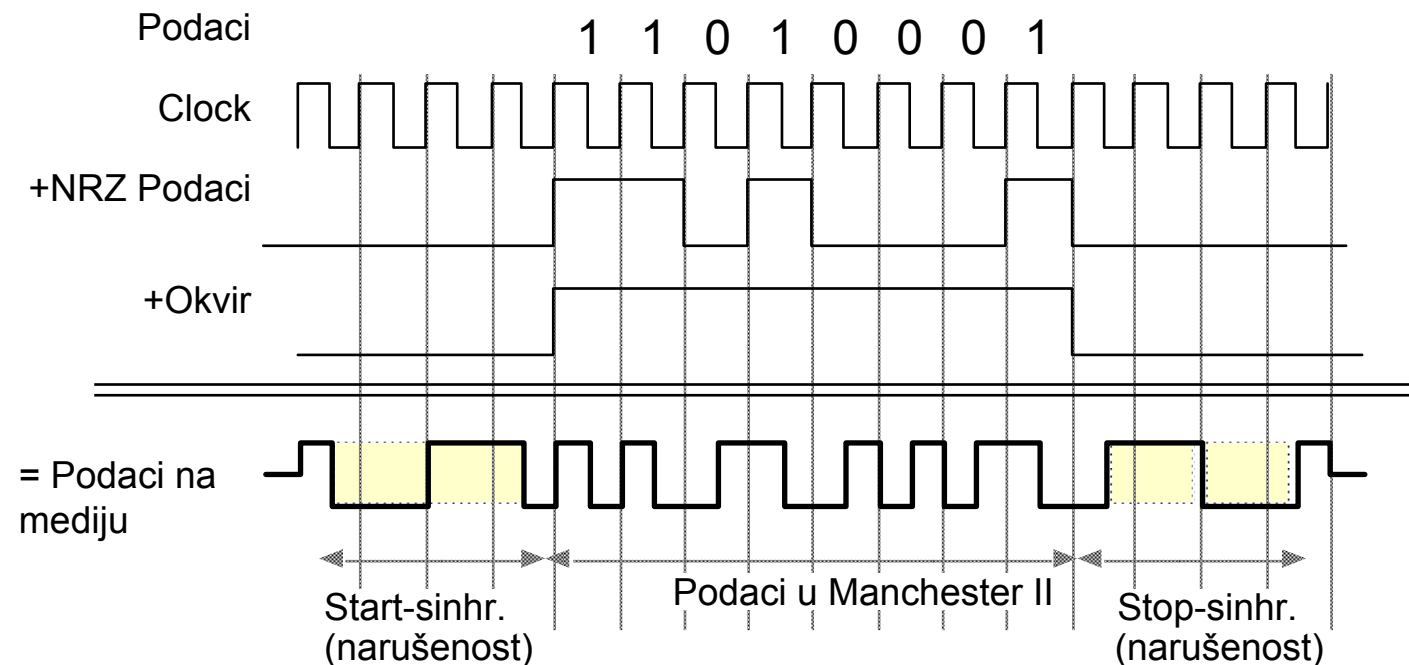 Podaci
1 1 0 1 0 0 0 1
Clock
+NRZ Podaci
+Okvir
= Podaci na
mediju
Podaci u Manchester II
Start-sinhr.
(narušenost)
Stop-sinhr.
(narušenost)